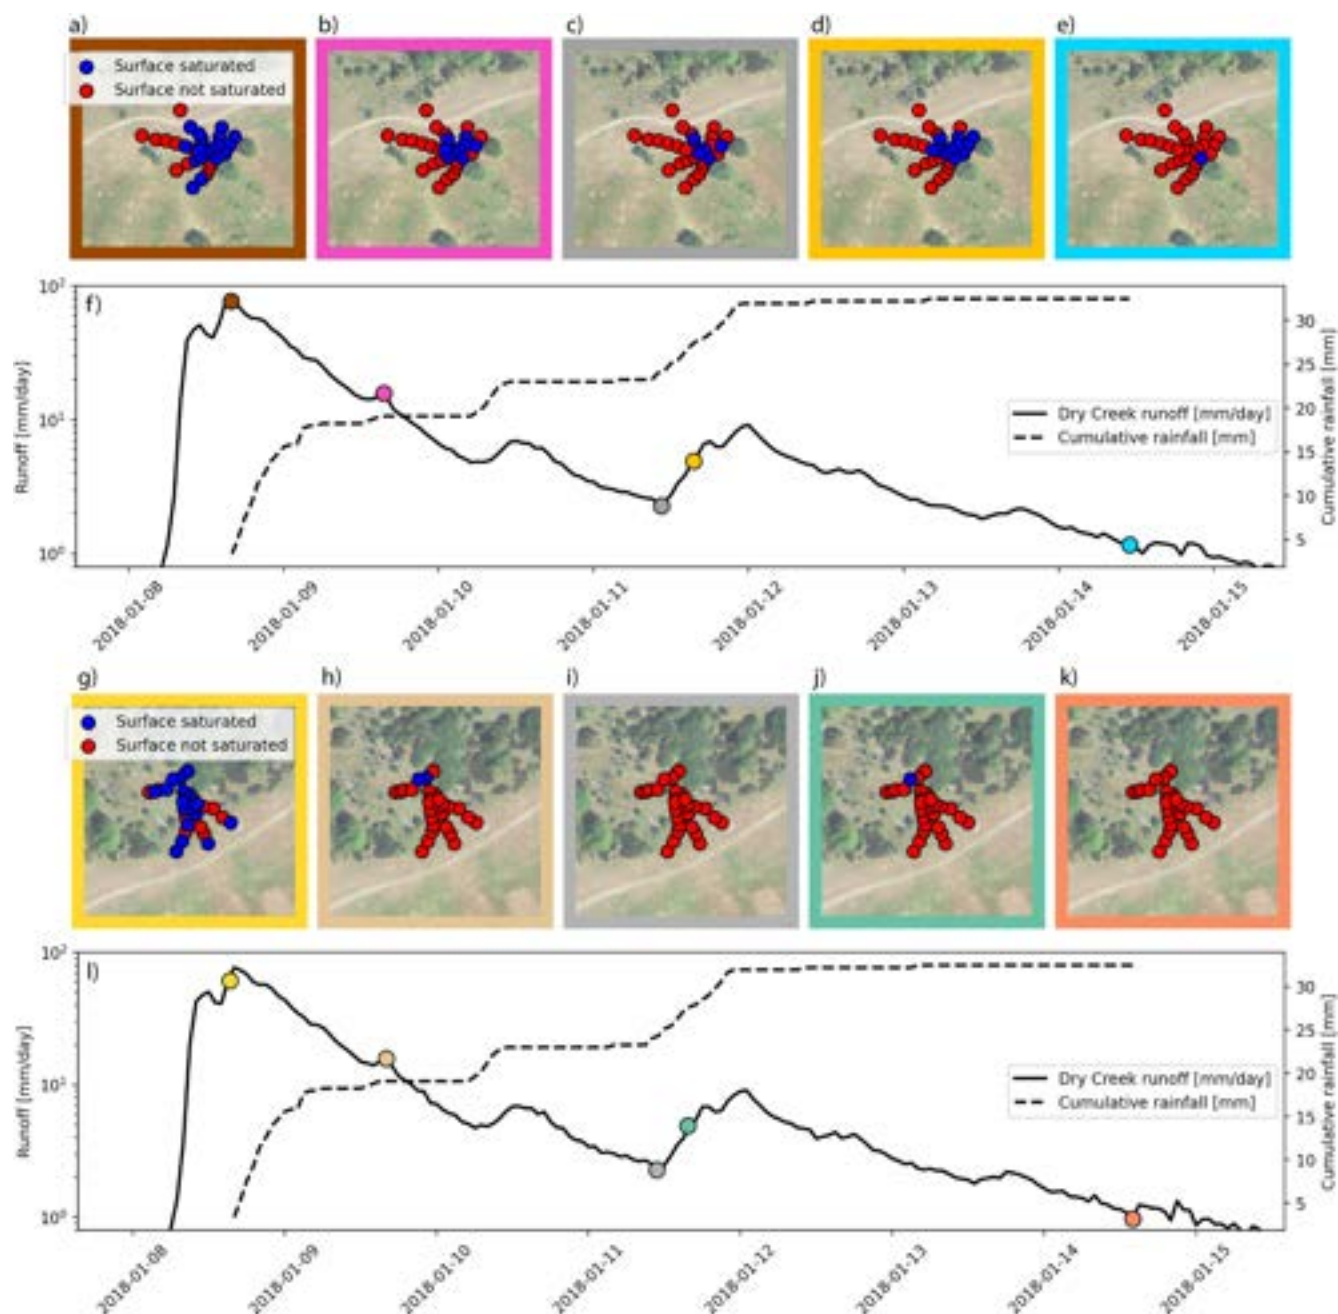 a)
b)
c)
d)
e)
Surface saturated
Surface not saturated
f)
10²
10¹
10⁰
Runoff [mm/day]
30
25
20
15
10
5
Cumulative rainfall [mm]
Dry Creek runoff [mm/day]
Cumulative rainfall [mm]
2018-01-08
2018-01-09
2018-01-10
2018-01-11
2018-01-12
2018-01-13
2018-01-14
2018-01-15
g)
h)
i)
j)
k)
Surface saturated
Surface not saturated
l)
10²
10¹
10⁰
Runoff [mm/day]
30
25
20
15
10
5
Cumulative rainfall [mm]
Dry Creek runoff [mm/day]
Cumulative rainfall [mm]
2018-01-08
2018-01-09
2018-01-10
2018-01-11
2018-01-12
2018-01-13
2018-01-14
2018-01-15